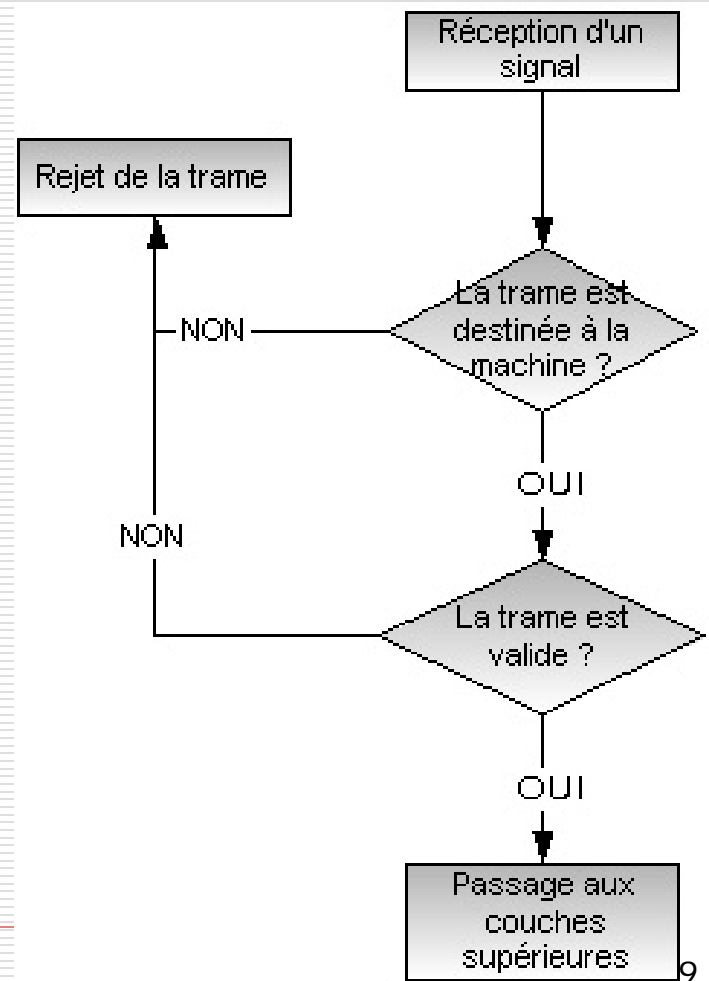 Réception d'un
signal
Rejet de la trame
La trame est
destinée à la
machine ?
NON
OUI
NON
La trame est
valide ?
OUI
Passage aux
couches
supérieures
9